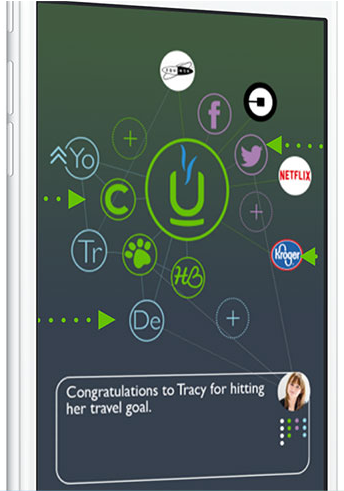 Yo
NETFLIX
C
U
Kroger
Tr
HB
De
Congratulations to Tracy for hitting
her travel goal.